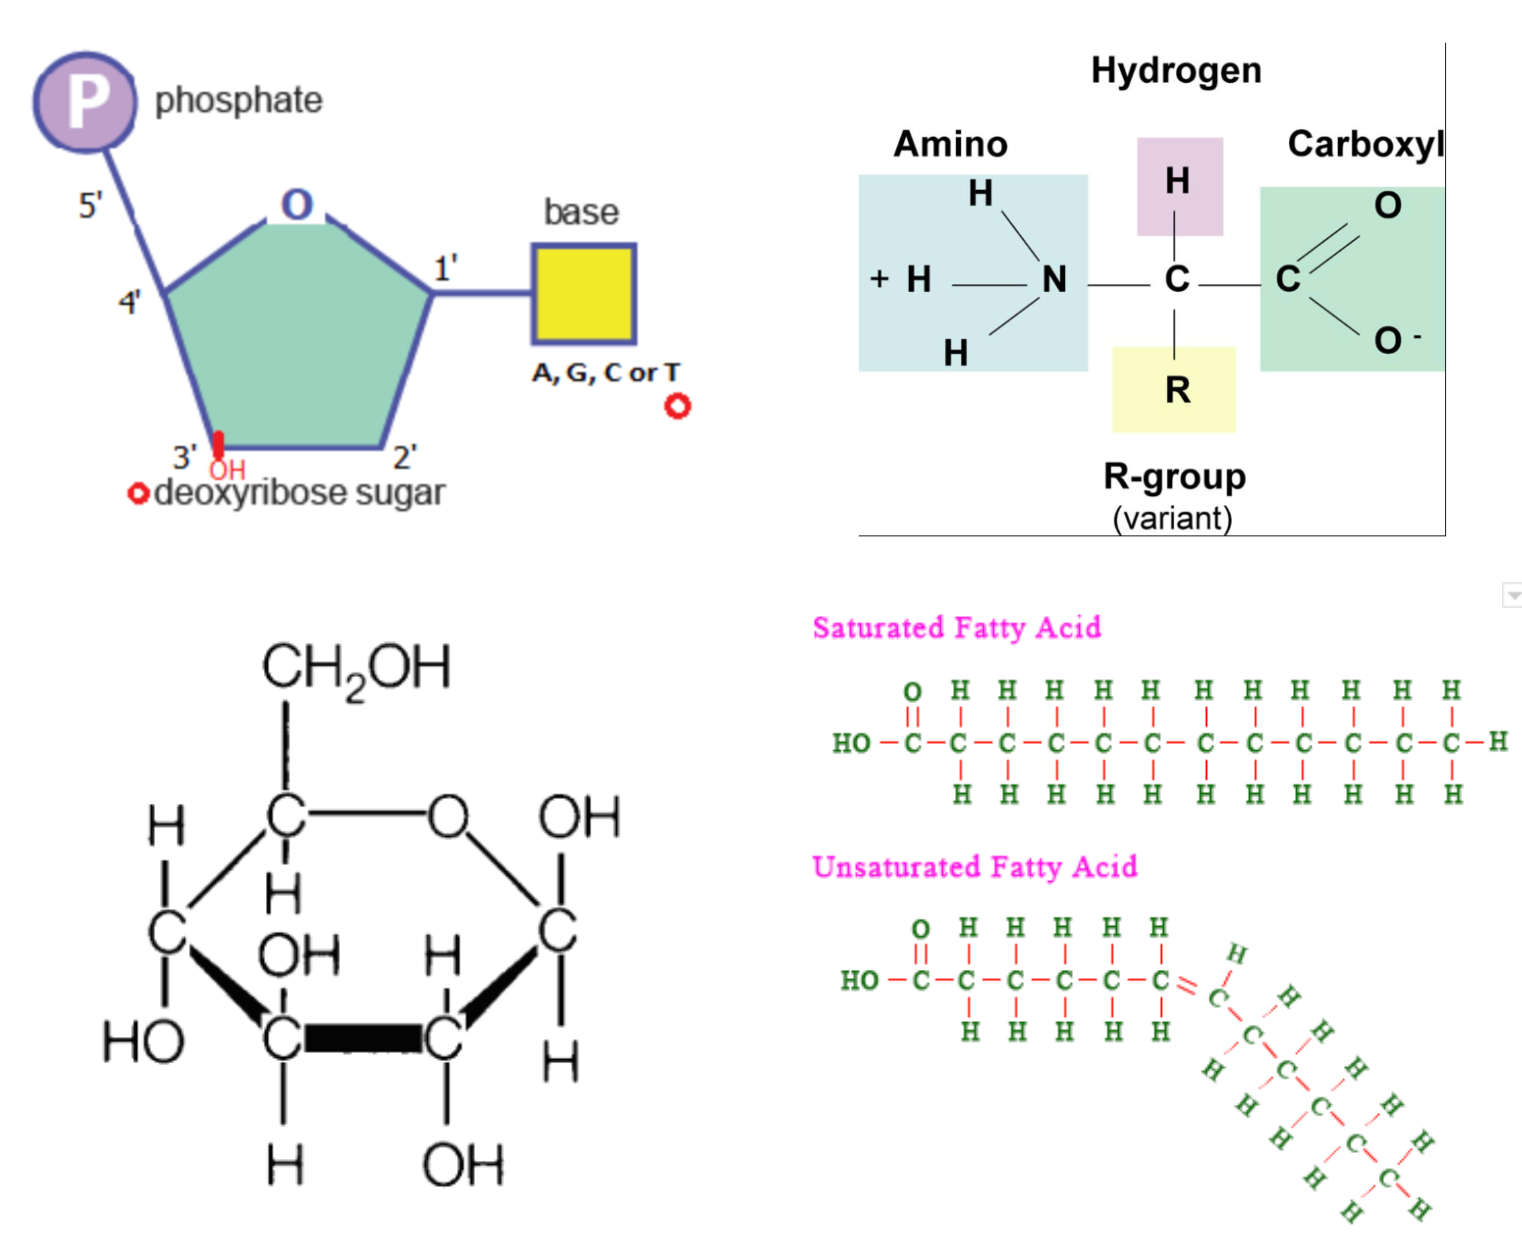 P phosphate
5'
O
base
1'
4'
A, G, C or T
3' 2'
OH
deoxyribose sugar
Hydrogen
Amino Carboxyl
H
H O
+ H N C C
H O -
R
R-group
(variant)
CH2OH
H C O OH
H
C C
OH H
HO C C H
H OH
Saturated Fatty Acid
O H H H H H H H H H H H
HO C C C C C C C C C C C C H
H H H H H H H H H H H
Unsaturated Fatty Acid
O H H H H H
H
HO C C C C C C C H
C H
H H H H H H C H
H C H
H C H
H C H
H H